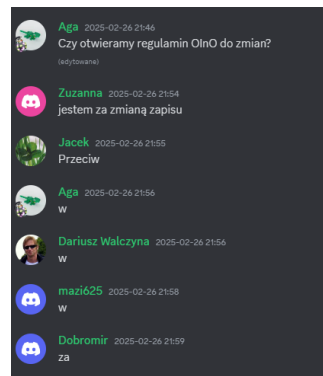 Aga 2025-02-26 21:46
Czy otwieramy regulamin OInO do zmian?
(edytowane)
Zuzanna 2025-02-26 21:54
jestem za zmianą zapisu
Jacek 2025-02-26 21:55
Przeciw
Aga 2025-02-26 21:56
w
Dariusz Walczyna 2025-02-26 21:56
w
mazi625 2025-02-26 21:58
w
Dobromir 2025-02-26 21:59
za